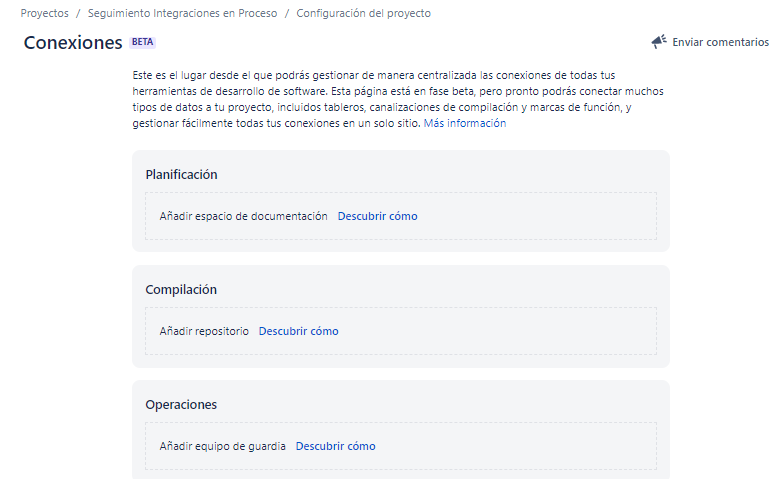 Proyectos / Seguimiento Integraciones en Proceso / Configuración del proyecto
Conexiones BETA
Enviar comentarios
Este es el lugar desde el que podrás gestionar de manera centralizada las conexiones de todas tus
herramientas de desarrollo de software. Esta página está en fase beta, pero pronto podrás conectar muchos
tipos de datos a tu proyecto, incluidos tableros, canalizaciones de compilación y marcas de función, y
gestionar fácilmente todas tus conexiones en un solo sitio. Más información
Planificación
Añadir espacio de documentación Descubrir cómo
Compilación
Añadir repositorio Descubrir cómo
Operaciones
Añadir equipo de guardia Descubrir cómo